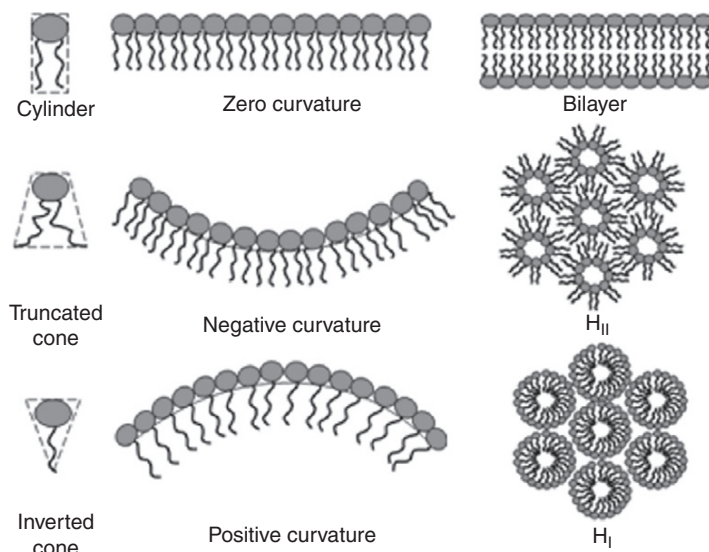 Cylinder
Zero curvature
Bilayer
Truncated
cone
Negative curvature
H_II
Inverted
cone
Positive curvature
H_I